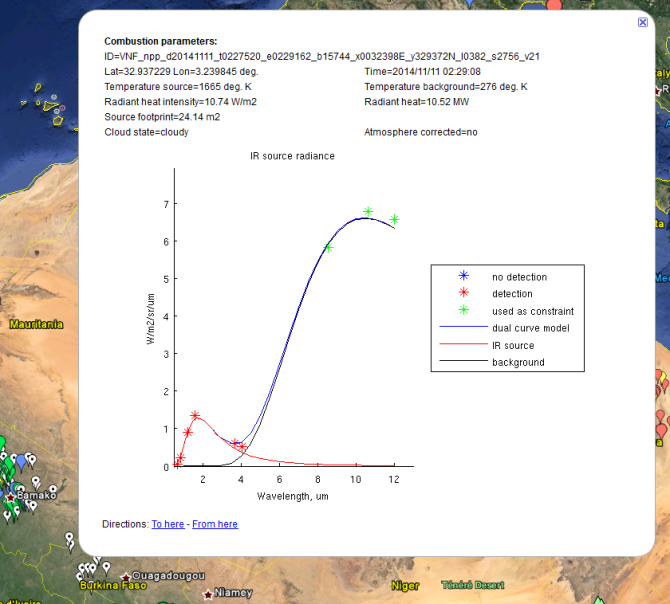 Combustion parameters:
ID=VNF_npp_d20141111_t0227520_e0229162_b15744_x0032398E_y329372N_l0382_s2756_v21
Lat=32.937229 Lon=3.239845 deg. Time=2014/11/11 02:29:08
Temperature source=1665 deg. K Temperature background=276 deg. K
Radiant heat intensity=10.74 W/m2 Radiant heat=10.52 MW
Source footprint=24.14 m2
Cloud state=cloudy Atmosphere corrected=no
IR source radiance
7
6
5
4
3
2
1
0
W/m2/sr/um
2 4 6 8 10 12
Wavelength, um
no detection
detection
used as constraint
dual curve model
IR source
background
Directions: To here - From here
Mauritania
Bamako
Ouagadougou
Burkina Faso
Niamey
Niger
Ténéré Desert